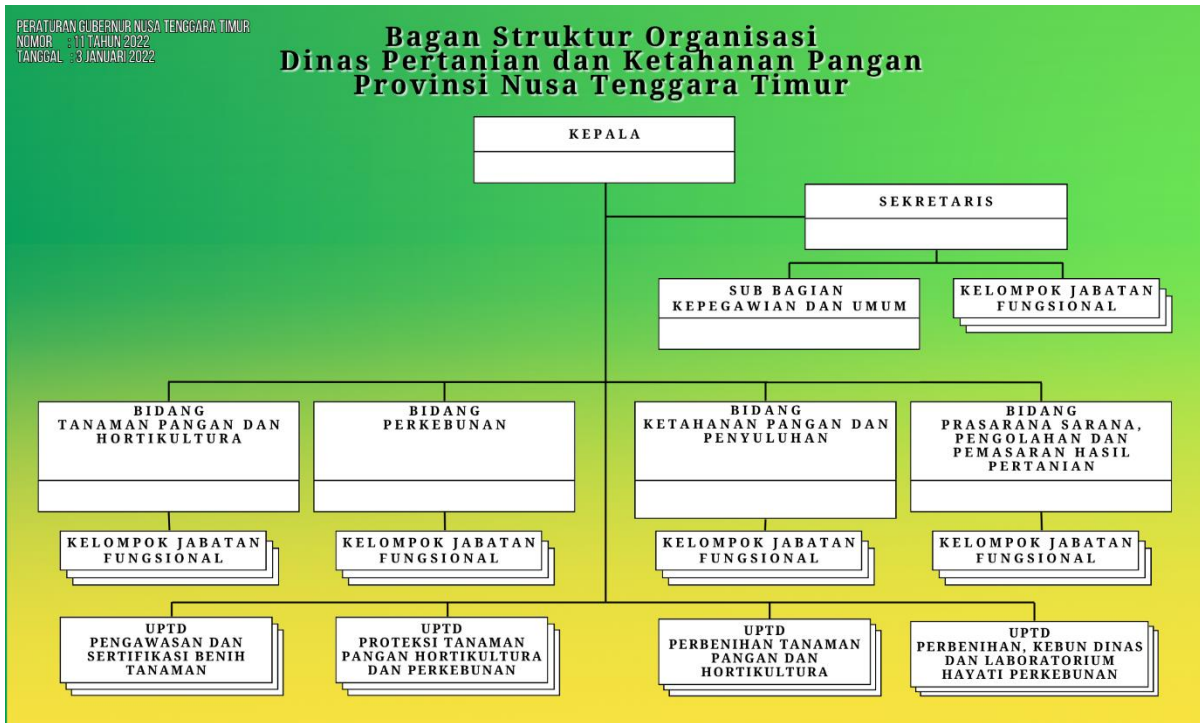 PERATURAN GUBERNUR NUSA TENGGARA TIMUR
NOMOR : 11 TAHUN 2022
TANGGAL : 3 JANUARI 2022
Bagan Struktur Organisasi
Dinas Pertanian dan Ketahanan Pangan
Provinsi Nusa Tenggara Timur
KEPALA
SEKRETARIS
SUB BAGIAN
KEPEGAWIAN DAN UMUM
KELOMPOK JABATAN
FUNGSIONAL
BIDANG
TANAMAN PANGAN DAN
HORTIKULTURA
BIDANG
PERKEBUNAN
BIDANG
KETAHANAN PANGAN DAN
PENYULUHAN
BIDANG
PRASARANA SARANA,
PENGOLAHAN DAN
PEMASARAN HASIL
PERTANIAN
KELOMPOK JABATAN
FUNGSIONAL
KELOMPOK JABATAN
FUNGSIONAL
KELOMPOK JABATAN
FUNGSIONAL
KELOMPOK JABATAN
FUNGSIONAL
UPTD
PENGAWASAN DAN
SERTIFIKASI BENIH
TANAMAN
UPTD
PROTEKSI TANAMAN
PANGAN HORTIKULTURA
DAN PERKEBUNAN
UPTD
PERBENIHAN TANAMAN
PANGAN DAN
HORTIKULTURA
UPTD
PERBENIHAN, KEBUN DINAS
DAN LABORATORIUM
HAYATI PERKEBUNAN